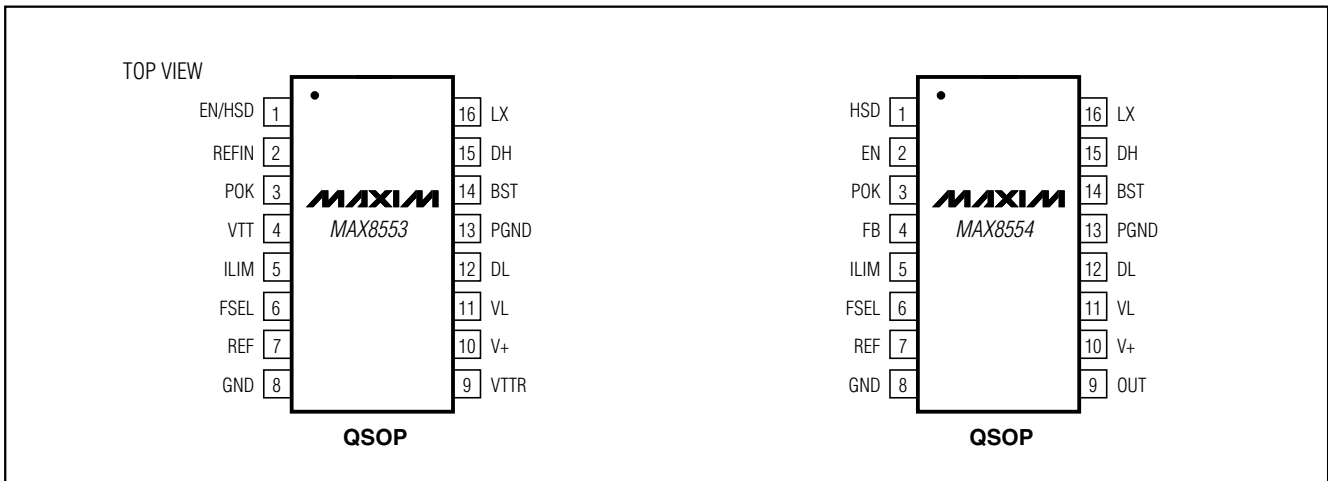 TOP VIEW
EN/HSD 1 16 LX
REFIN 2 15 DH
POK 3 14 BST
VTT 4 13 PGND
ILIM 5 12 DL
FSEL 6 11 VL
REF 7 10 V+
GND 8 9 VTTR
MAXIM
MAX8553
QSOP
HSD 1 16 LX
EN 2 15 DH
POK 3 14 BST
FB 4 13 PGND
ILIM 5 12 DL
FSEL 6 11 VL
REF 7 10 V+
GND 8 9 OUT
MAXIM
MAX8554
QSOP